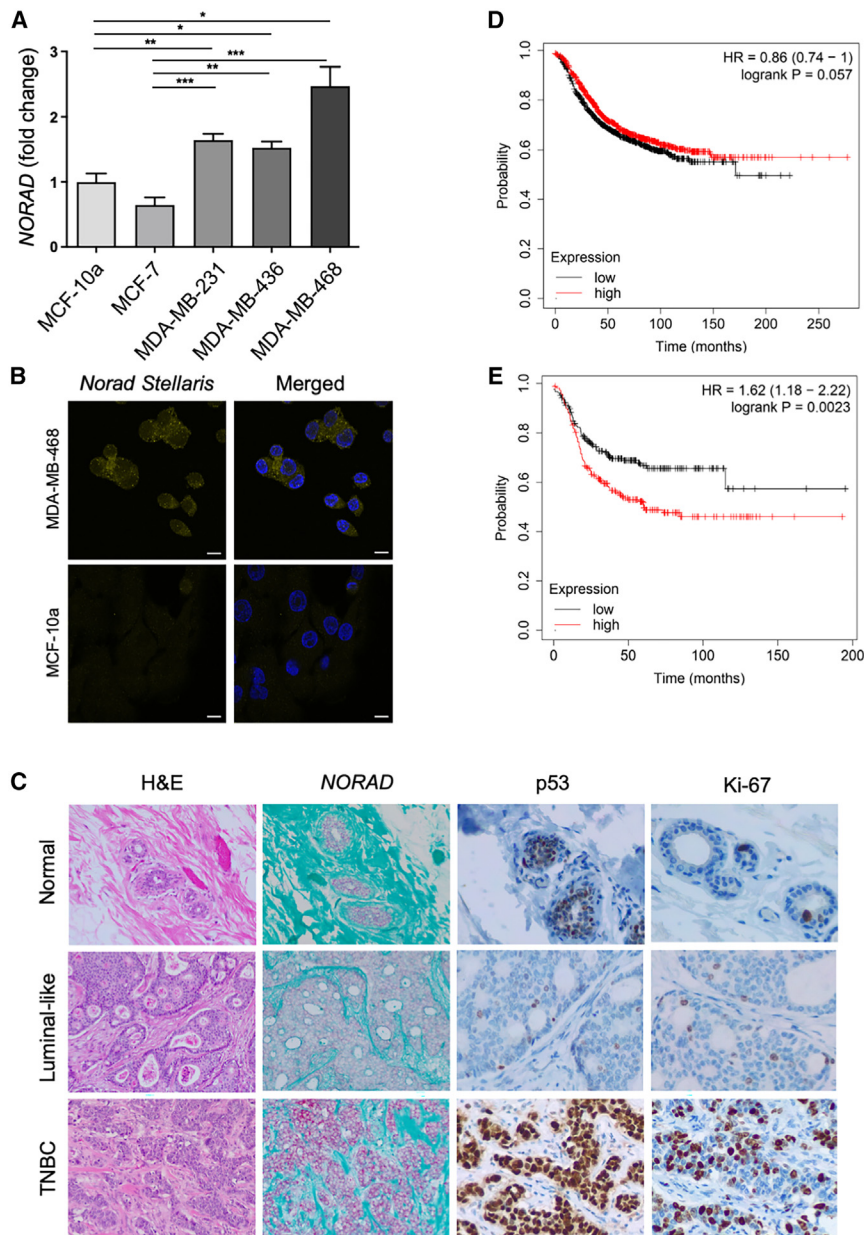 A
*
*
**
***
**
***
NORAD (fold change)
3
2
1
0
MCF-10a
MCF-7
MDA-MB-231
MDA-MB-436
MDA-MB-468
B
Norad Stellaris
Merged
MDA-MB-468
MCF-10a
C
H&E
NORAD
p53
Ki-67
Normal
Luminal-like
TNBC
D
HR = 0.86 (0.74 − 1)
logrank P = 0.057
Probability
1.0
0.8
0.6
0.4
0.2
0.0
Expression
low
high
0
50
100
150
200
250
Time (months)
E
HR = 1.62 (1.18 − 2.22)
logrank P = 0.0023
Probability
1.0
0.8
0.6
0.4
0.2
0.0
Expression
low
high
0
50
100
150
200
Time (months)